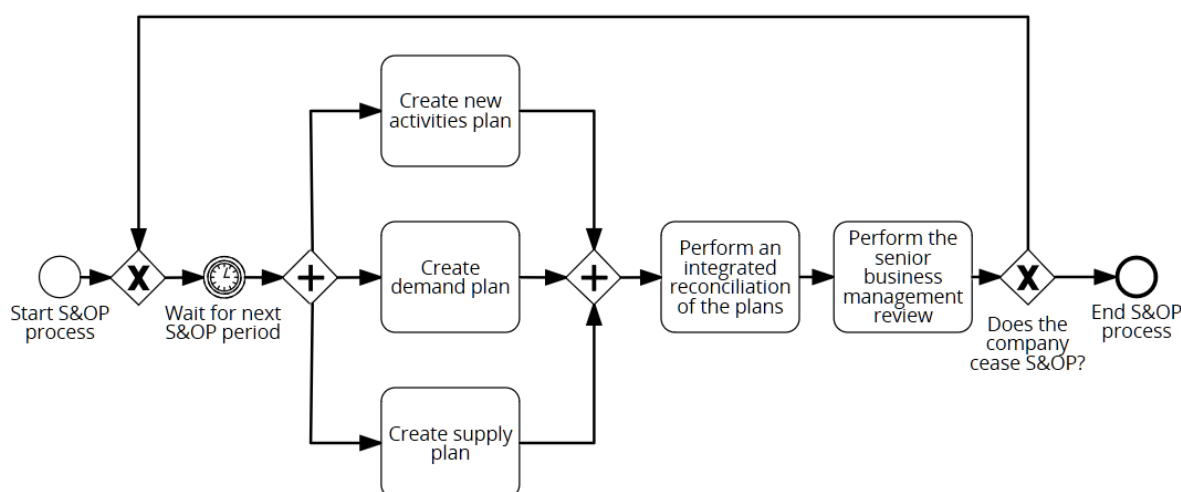 Start S&OP
process
Wait for next
S&OP period
Create new
activities plan
Create
demand plan
Create supply
plan
Perform an
integrated
reconciliation
of the plans
Perform the
senior
business
management
review
Does the
company
cease S&OP?
End S&OP
process